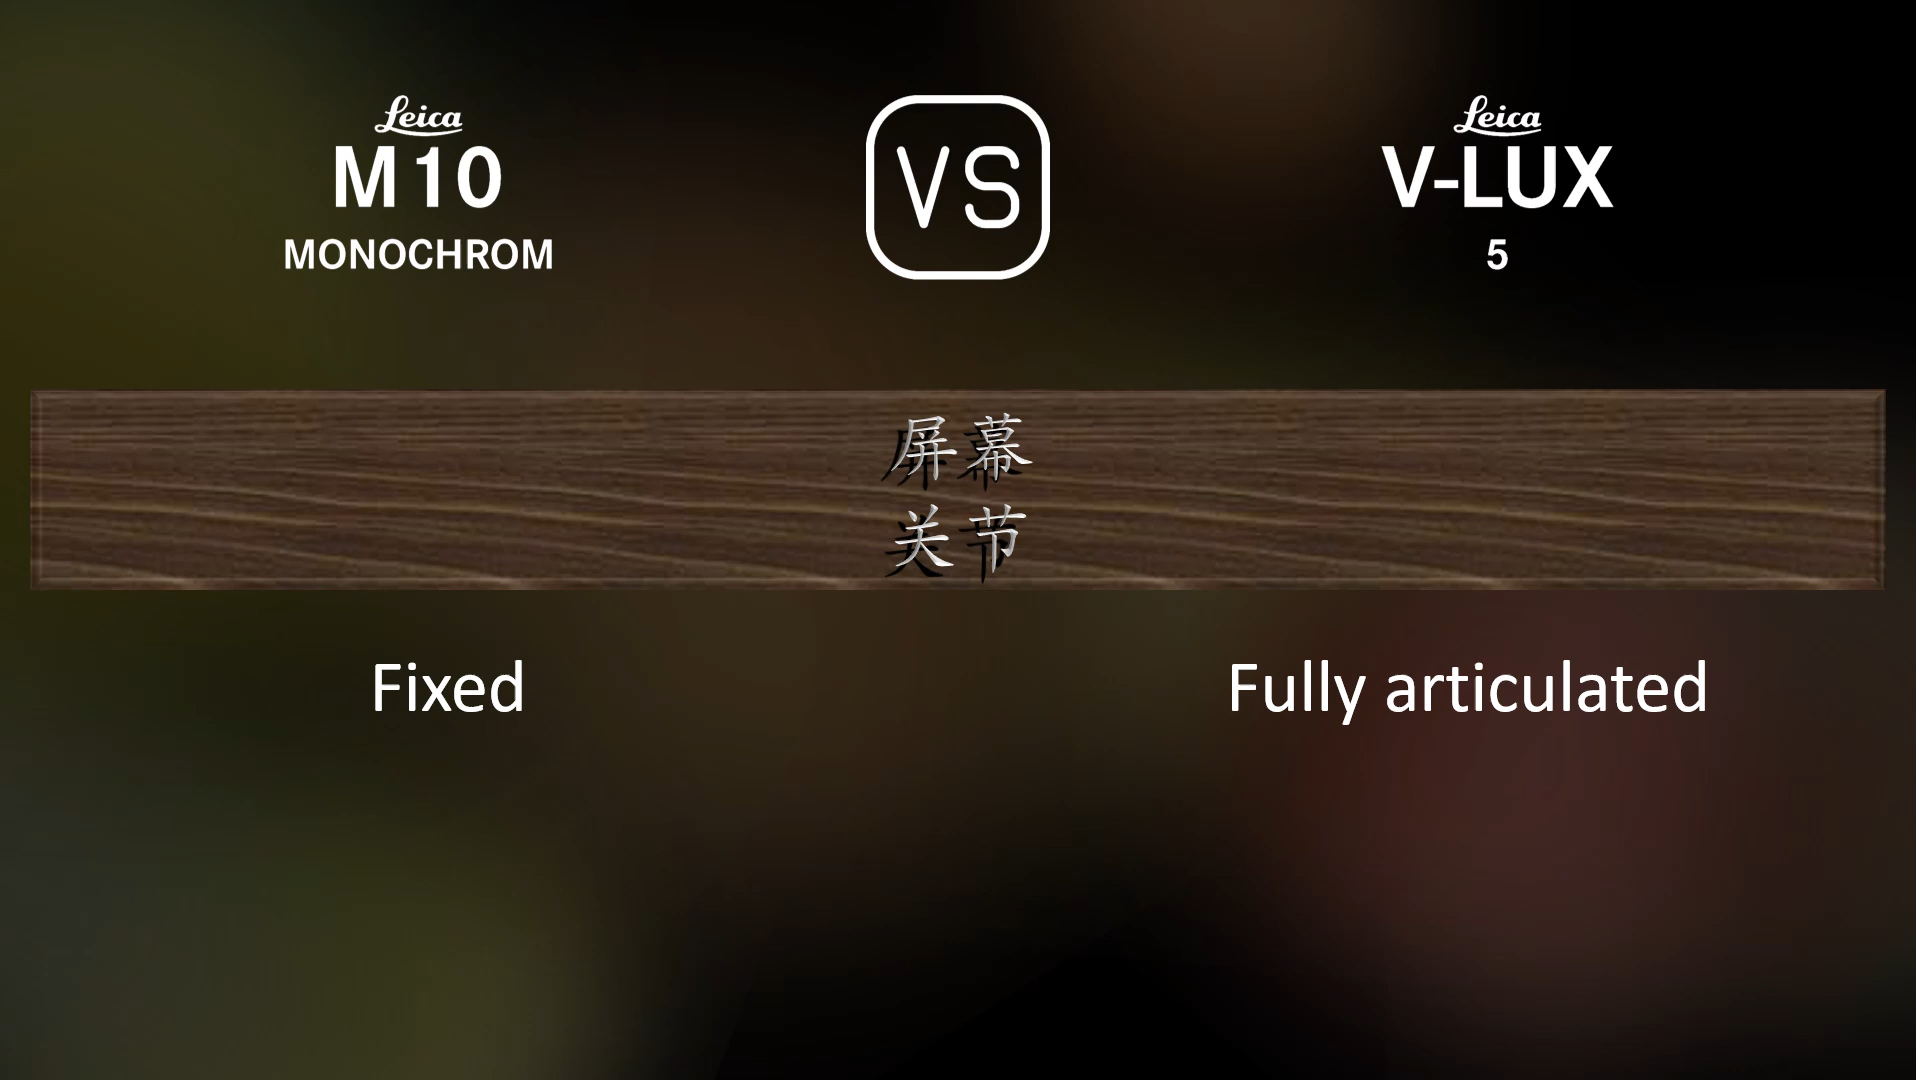 Leica
M10
MONOCHROM
VS
Leica
V-LUX
5
屏幕
关节
Fixed
Fully articulated